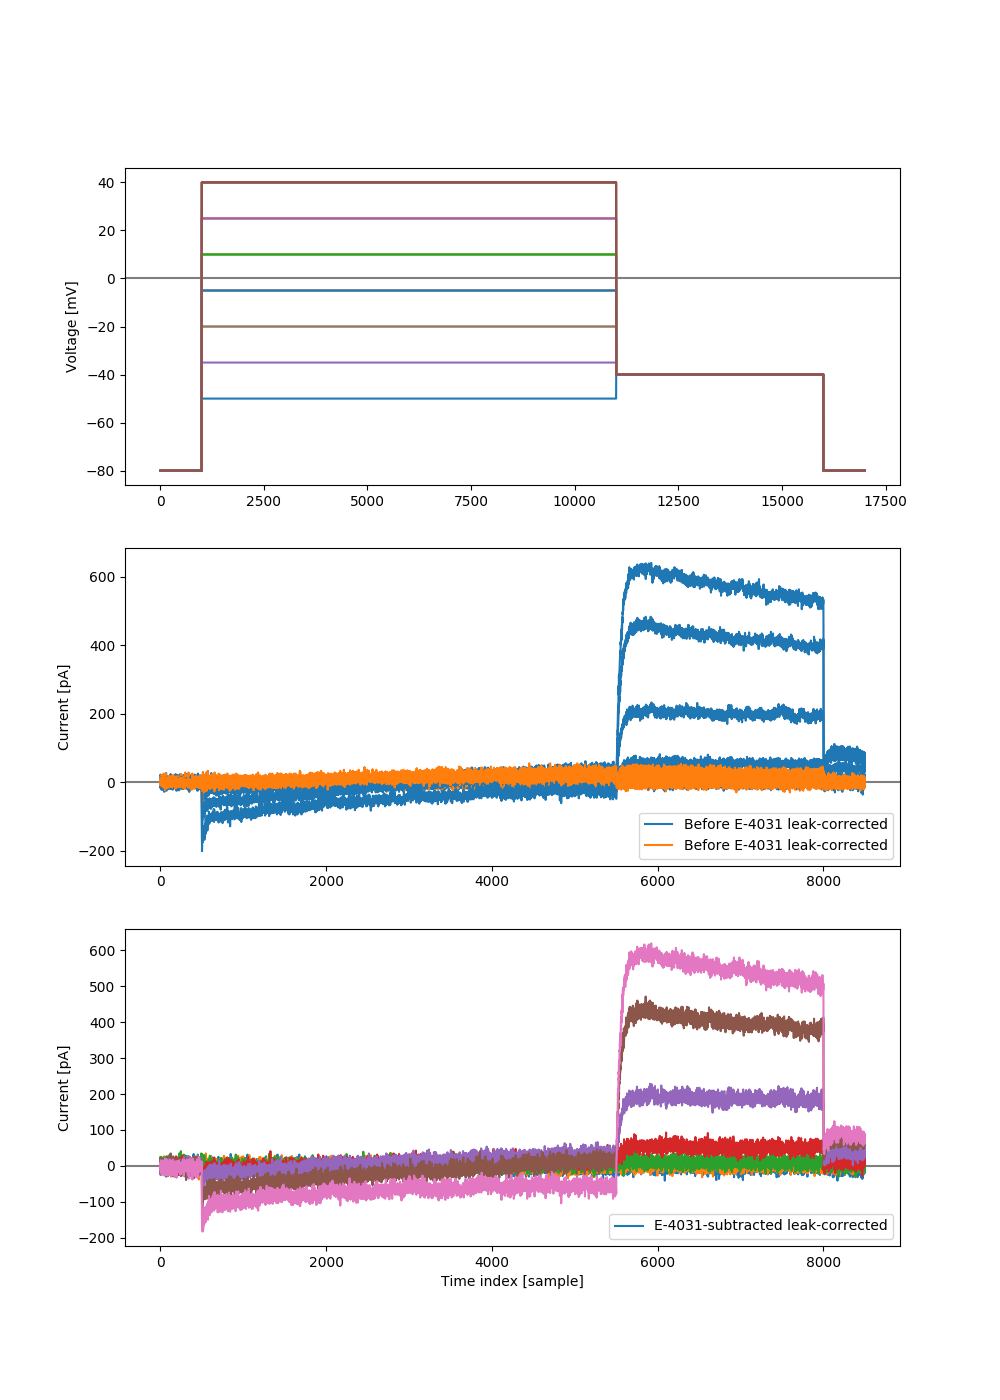 40
20
0
−20
−40
−60
−80
Voltage [mV]
0 2500 5000 7500 10000 12500 15000 17500
600
400
200
0
−200
Current [pA]
Before E-4031 leak-corrected
Before E-4031 leak-corrected
0 2000 4000 6000 8000
600
500
400
300
200
100
0
−100
−200
Current [pA]
E-4031-subtracted leak-corrected
0 2000 4000 6000 8000
Time index [sample]